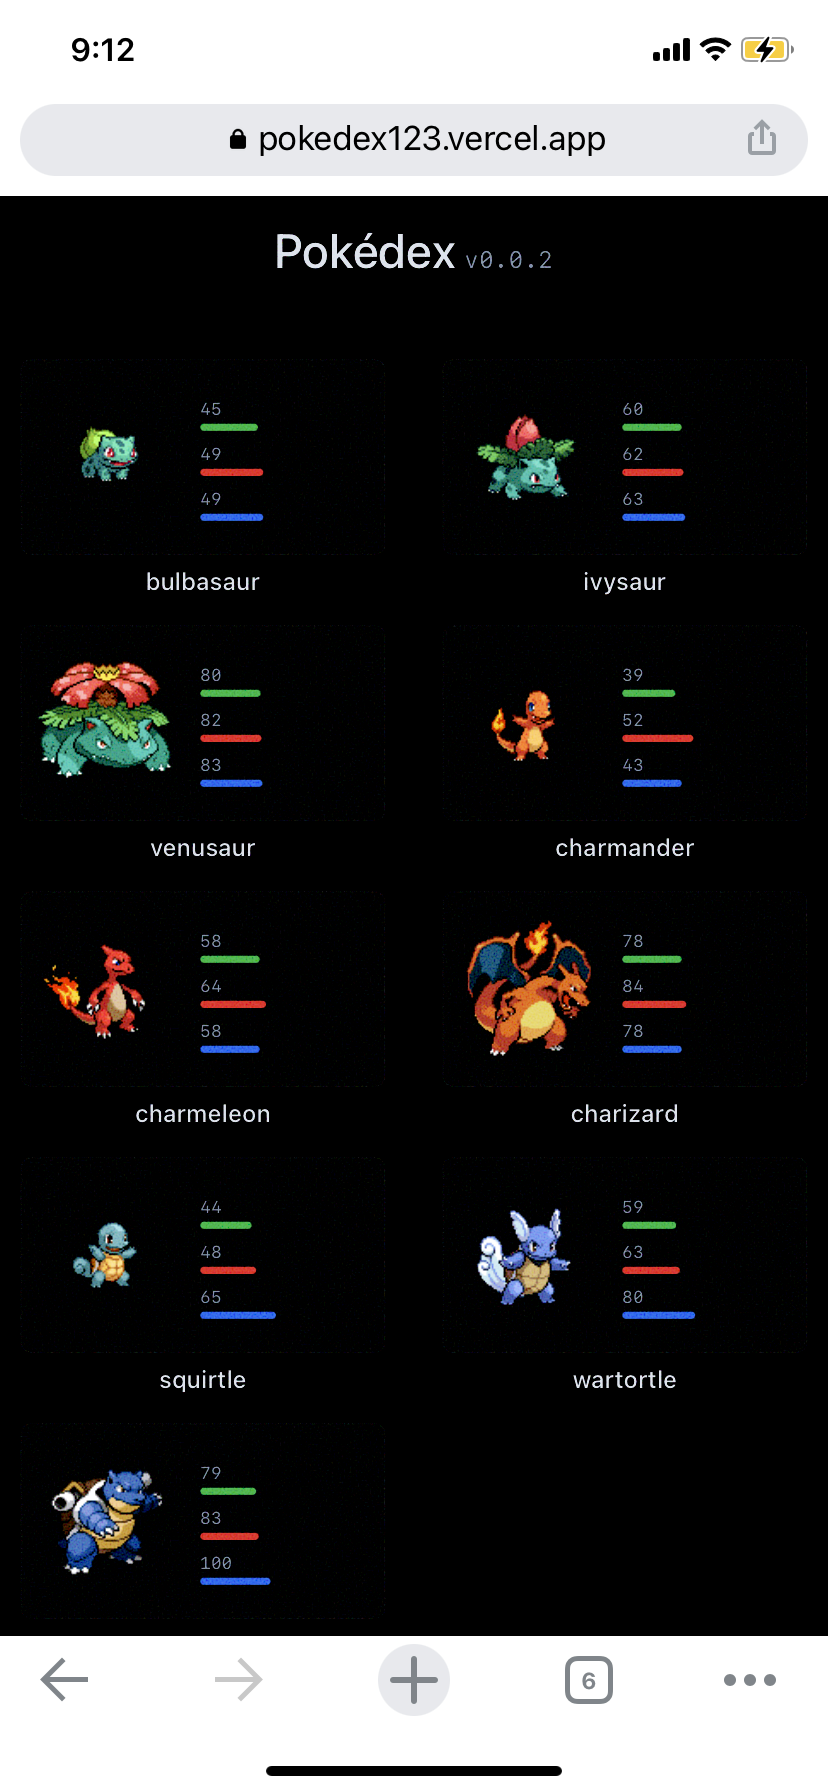 9:12
pokedex123.vercel.app
Pokédex v0.0.2
45
49
49
bulbasaur
60
62
63
ivysaur
80
82
83
venusaur
39
52
43
charmander
58
64
58
charmeleon
78
84
78
charizard
44
48
65
squirtle
59
63
80
wartortle
79
83
100
6